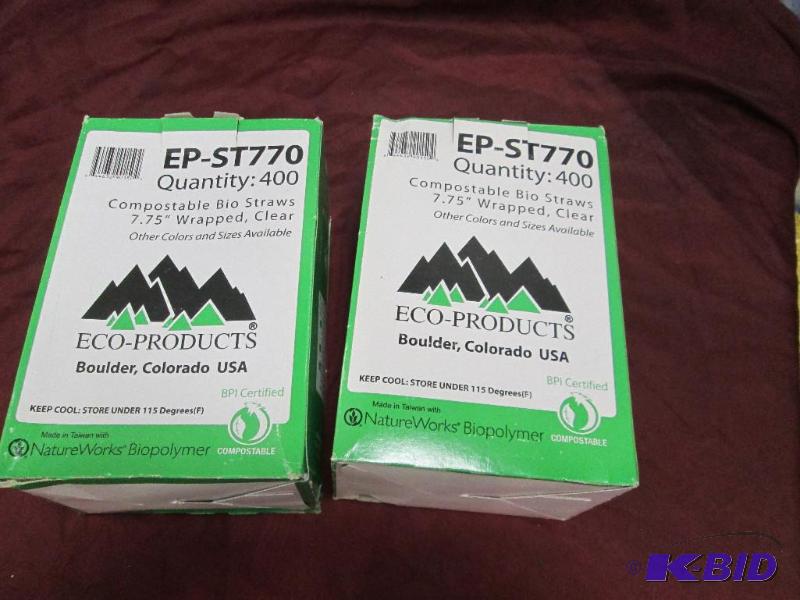 EP-ST770
Quantity: 400
Compostable Bio Straws
7.75" Wrapped, Clear
Other Colors and Sizes Available
ECO-PRODUCTS®
Boulder, Colorado USA
BPI Certified
KEEP COOL: STORE UNDER 115 Degrees(F)
Made in Taiwan with
NatureWorks® Biopolymer
COMPOSTABLE
EP-ST770
Quantity: 400
Compostable Bio Straws
7.75" Wrapped, Clear
Other Colors and Sizes Available
ECO-PRODUCTS®
Boulder, Colorado USA
BPI Certified
KEEP COOL: STORE UNDER 115 Degrees(F)
Made in Taiwan with
NatureWorks® Biopolymer
COMPOSTABLE
© K-BID